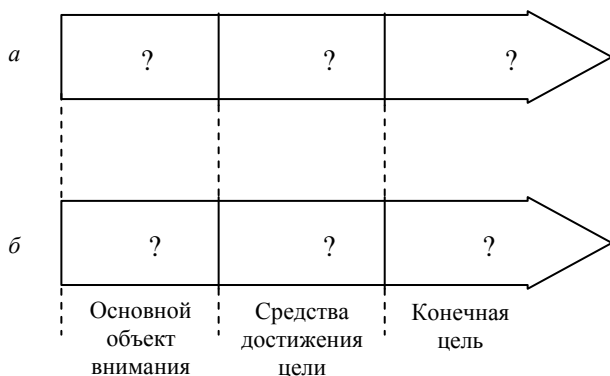 а ? ? ?
б ? ? ?
Основной
объект
внимания
Средства
достижения
цели
Конечная
цель